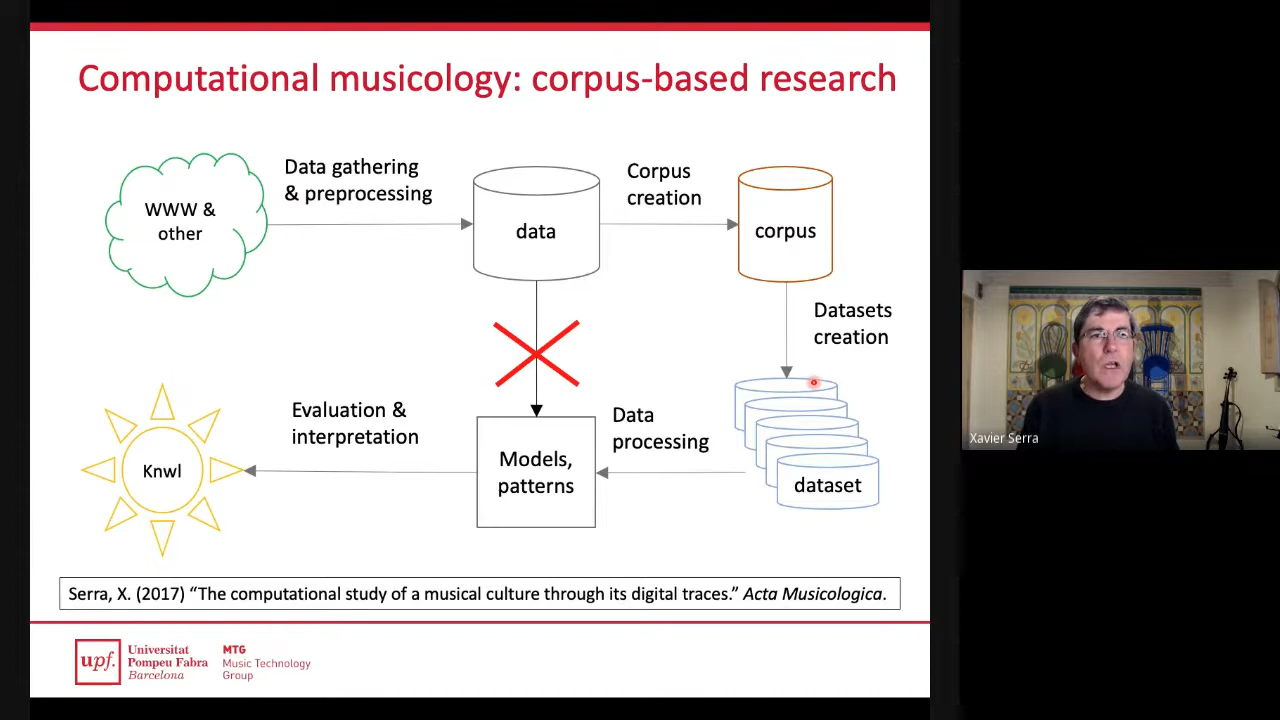 Computational musicology: corpus-based research
WWW &
other
Data gathering
& preprocessing
data
Corpus
creation
corpus
Datasets
creation
Knwl
Evaluation &
interpretation
Models,
patterns
Data
processing
dataset
Xavier Serra
Serra, X. (2017) “The computational study of a musical culture through its digital traces.” Acta Musicologica.
upf.
Universitat
Pompeu Fabra
Barcelona
MTG
Music Technology
Group